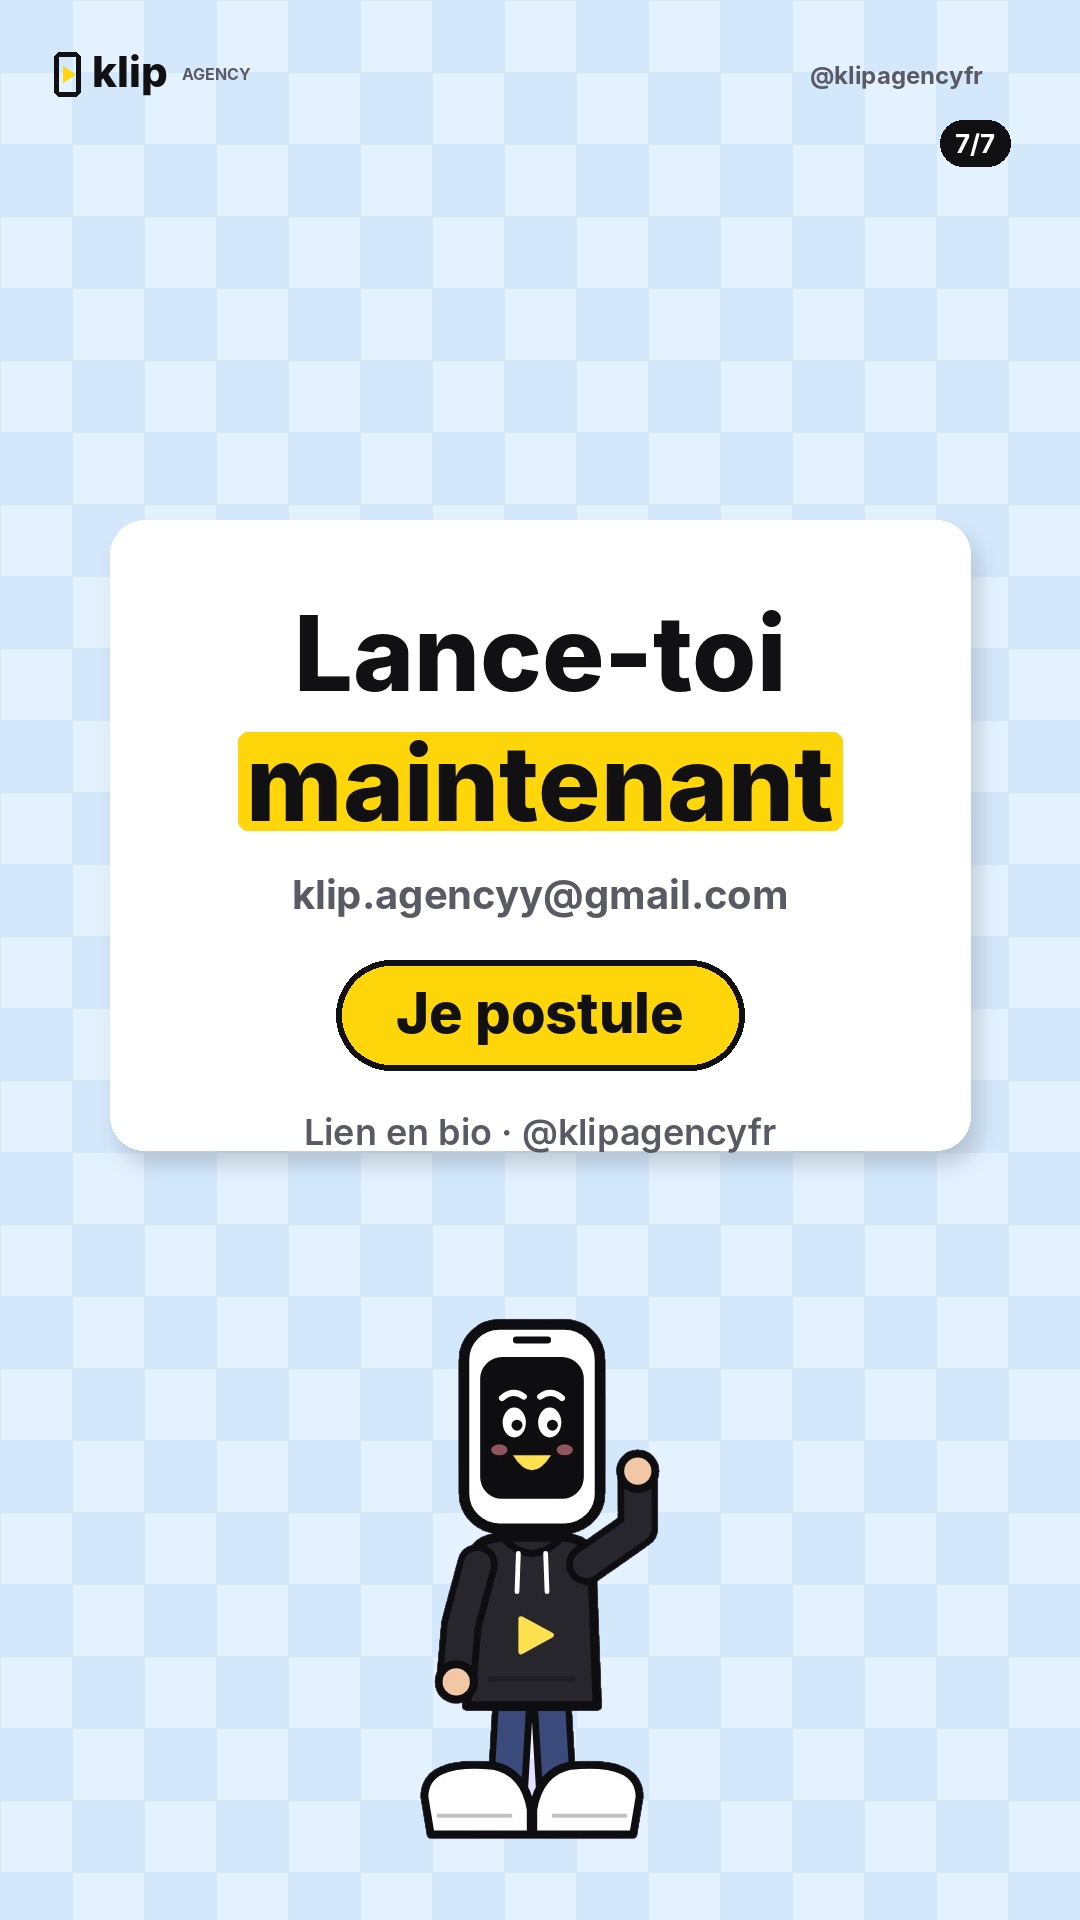 klip AGENCY
@klipagencyfr
7/7
Lance-toi
maintenant
klip.agencyy@gmail.com
Je postule
Lien en bio · @klipagencyfr